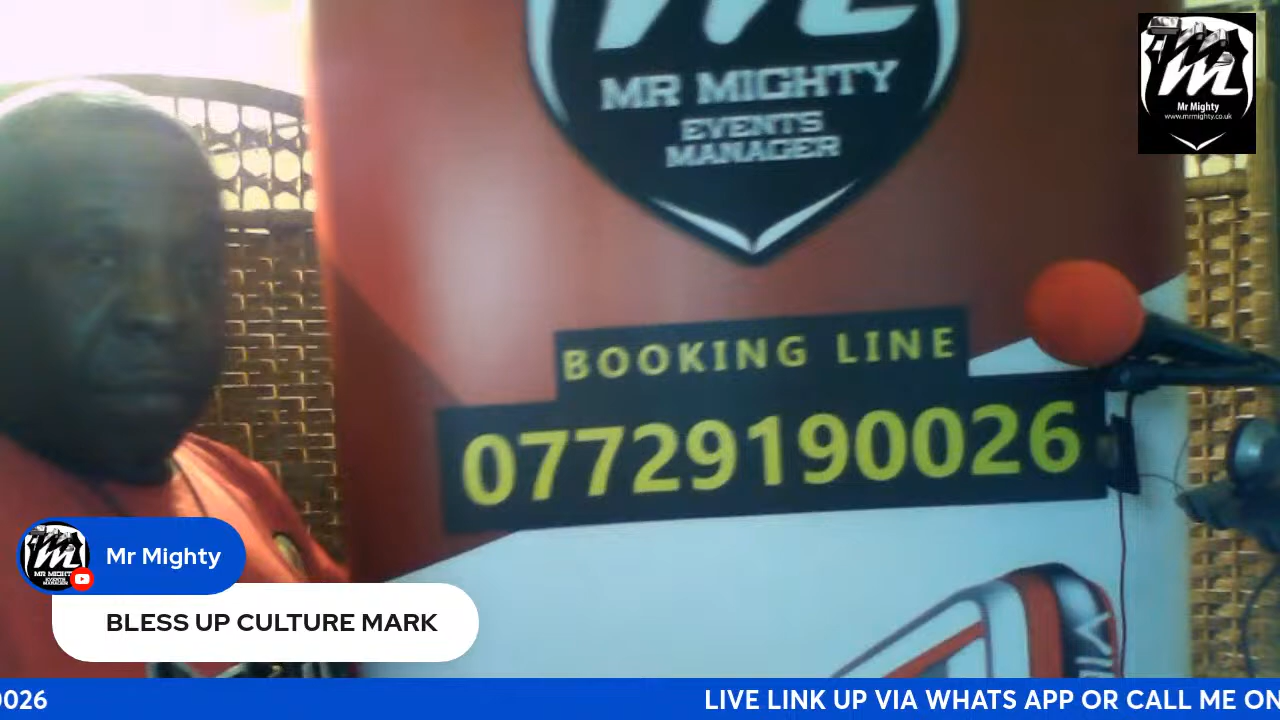 MR MIGHTY
EVENTS
MANAGER
Mr Mighty
www.mrmighty.co.uk
BOOKING LINE
07729190026
Mr Mighty
BLESS UP CULTURE MARK
0026
LIVE LINK UP VIA WHATS APP OR CALL ME ON